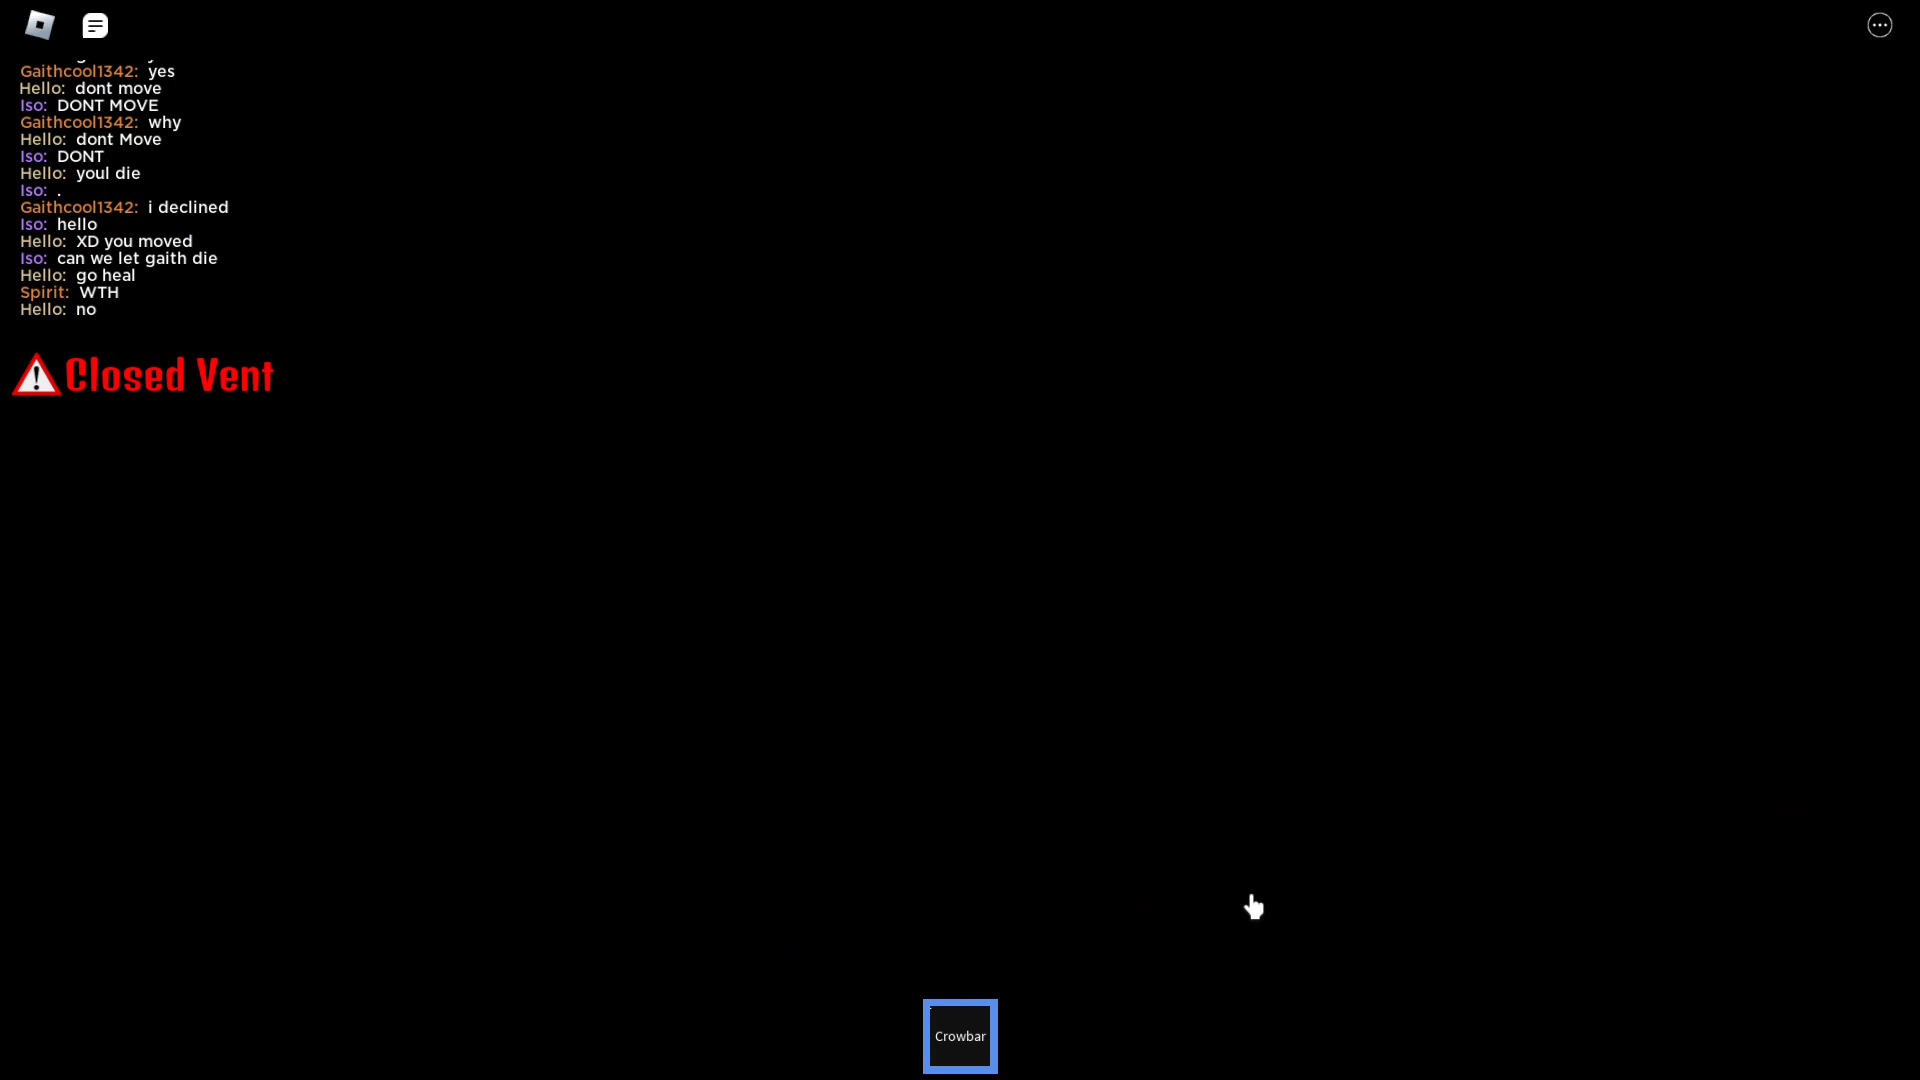 Gaithcool1342: yes
Hello: dont move
Iso: DONT MOVE
Gaithcool1342: why
Hello: dont Move
Iso: DONT
Hello: youl die
Iso: .
Gaithcool1342: i declined
Iso: hello
Hello: XD you moved
Iso: can we let gaith die
Hello: go heal
Spirit: WTH
Hello: no
Closed Vent
Crowbar